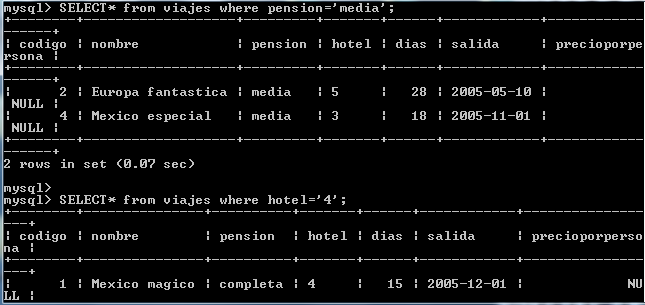 mysql> SELECT* from viajes where pension='media';
+--------+-------------------+---------+-------+------+------------+------------------+
| codigo | nombre            | pension | hotel | dias | salida     | precioporpe
rsona |
+--------+-------------------+---------+-------+------+------------+------------------+
|      2 | Europa fantastica | media   | 5     |   28 | 2005-05-10 |
 NULL |
|      4 | Mexico especial   | media   | 3     |   18 | 2005-11-01 |
 NULL |
+--------+-------------------+---------+-------+------+------------+------------------+
2 rows in set (0.07 sec)
mysql>
mysql> SELECT* from viajes where hotel='4';
+--------+---------------+----------+-------+------+------------+------------------+
| codigo | nombre        | pension  | hotel | dias | salida     | precioporperso
na |
+--------+---------------+----------+-------+------+------------+------------------+
|      1 | Mexico magico | completa | 4     |   15 | 2005-12-01 |             NU
LL |